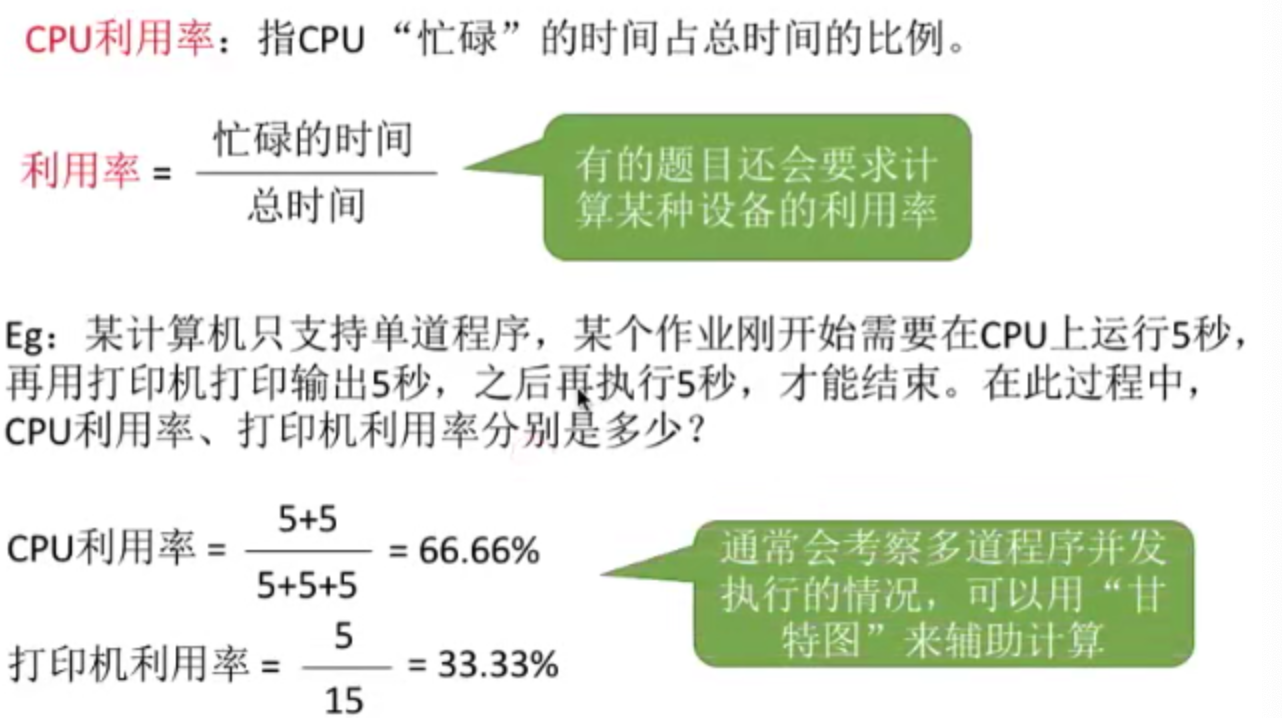 CPU利用率：指CPU “忙碌”的时间占总时间的比例。
利用率 =
忙碌的时间
总时间
有的题目还会要求计
算某种设备的利用率
Eg：某计算机只支持单道程序，某个作业刚开始需要在CPU上运行5秒，
再用打印机打印输出5秒，之后再执行5秒，才能结束。在此过程中，
CPU利用率、打印机利用率分别是多少？
CPU利用率 =
5+5
5+5+5
= 66.66%
通常会考察多道程序并发
执行的情况，可以用“甘
特图”来辅助计算
打印机利用率 =
5
15
= 33.33%